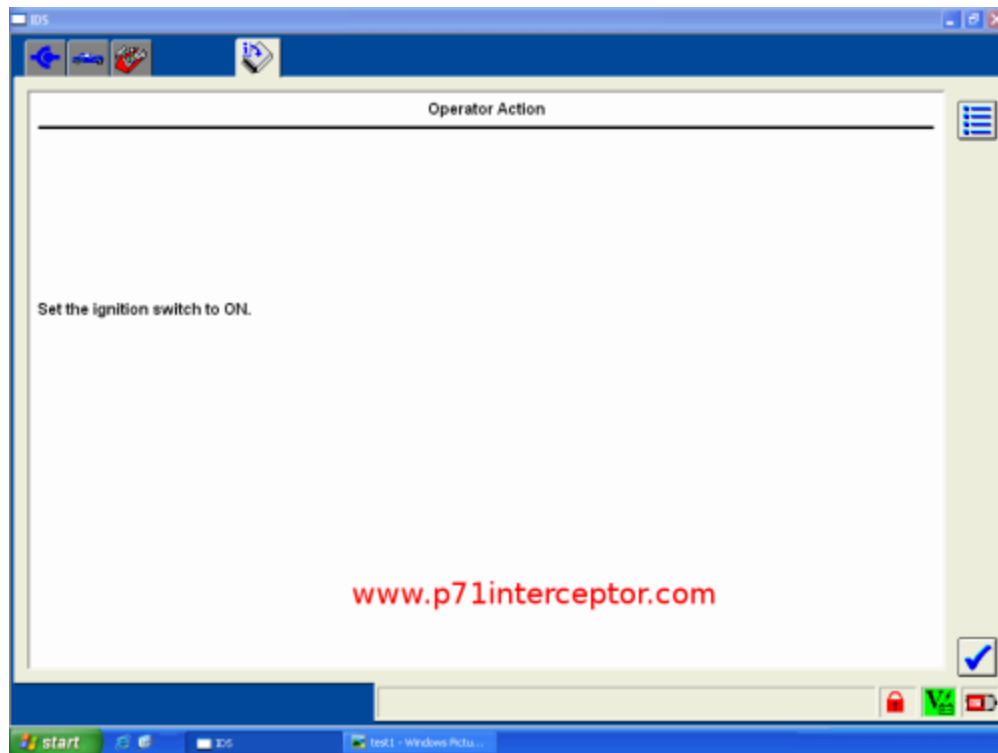 IDS
Operator Action
Set the ignition switch to ON.
www.p71interceptor.com
start
IDS
test1 - Windows Pictu...